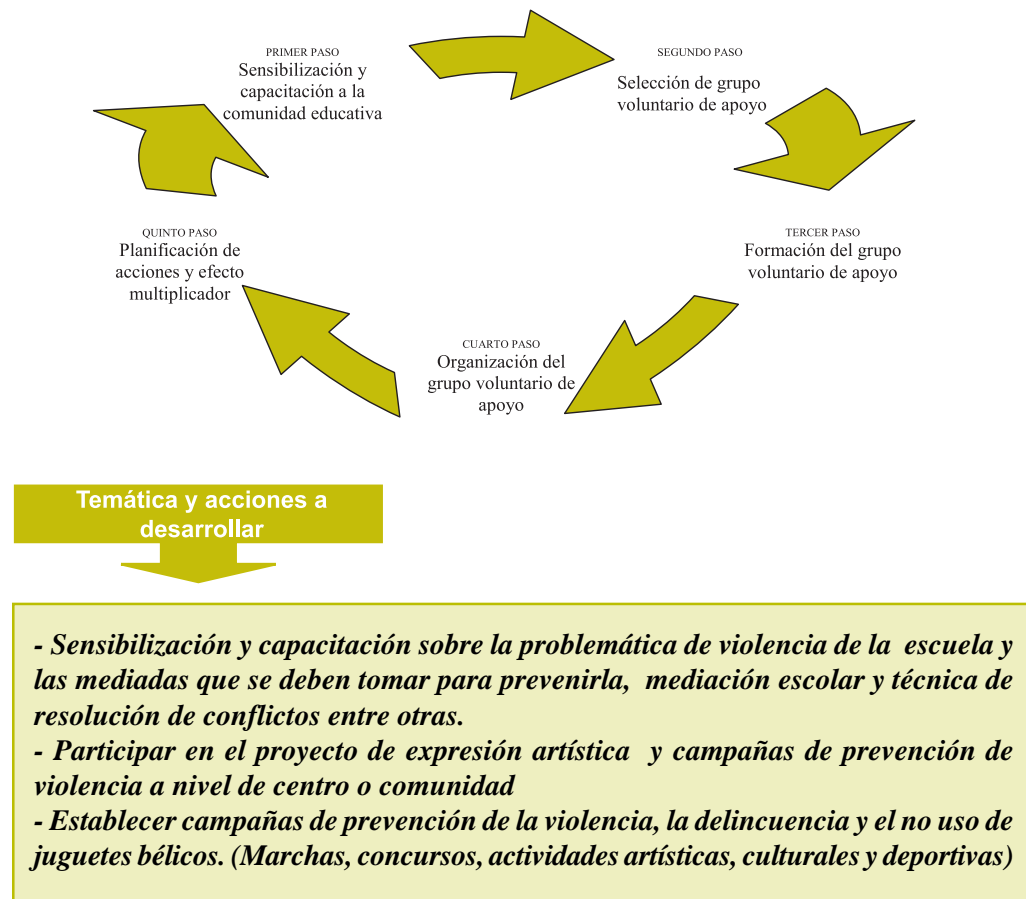 PRIMER PASO
Sensibilización y
capacitación a la
comunidad educativa
SEGUNDO PASO
Selección de grupo
voluntario de apoyo
TERCER PASO
Formación del grupo
voluntario de apoyo
CUARTO PASO
Organización del
grupo voluntario de
apoyo
QUINTO PASO
Planificación de
acciones y efecto
multiplicador
Temática y acciones a
desarrollar
- Sensibilización y capacitación sobre la problemática de violencia de la escuela y
las mediadas que se deben tomar para prevenirla, mediación escolar y técnica de
resolución de conflictos entre otras.
- Participar en el proyecto de expresión artística y campañas de prevención de
violencia a nivel de centro o comunidad
- Establecer campañas de prevención de la violencia, la delincuencia y el no uso de
juguetes bélicos. (Marchas, concursos, actividades artísticas, culturales y deportivas)